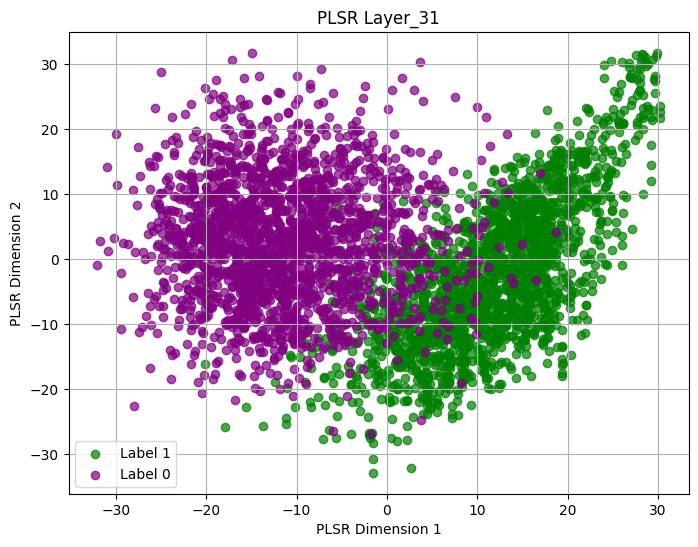 PLSR Layer_31
PLSR Dimension 2
30
20
10
0
−10
−20
−30
Label 1
Label 0
−30 −20 −10 0 10 20 30
PLSR Dimension 1